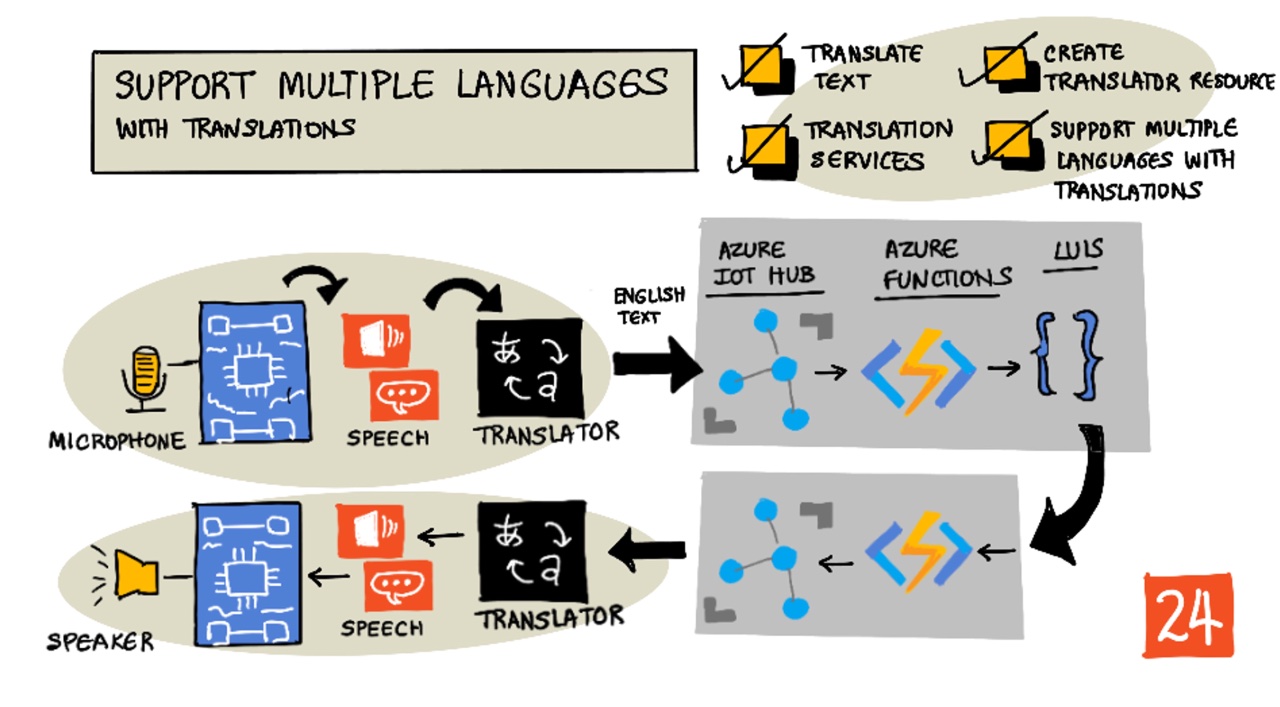 SUPPORT MULTIPLE LANGUAGES
WITH TRANSLATIONS
TRANSLATE
TEXT
CREATE
TRANSLATOR RESOURCE
TRANSLATION
SERVICES
SUPPORT MULTIPLE
LANGUAGES WITH
TRANSLATIONS
AZURE
IOT HUB
AZURE
FUNCTIONS
LUIS
ENGLISH
TEXT
あ
a
{ }
MICROPHONE
SPEECH
TRANSLATOR
あ
a
SPEAKER
SPEECH
TRANSLATOR
24